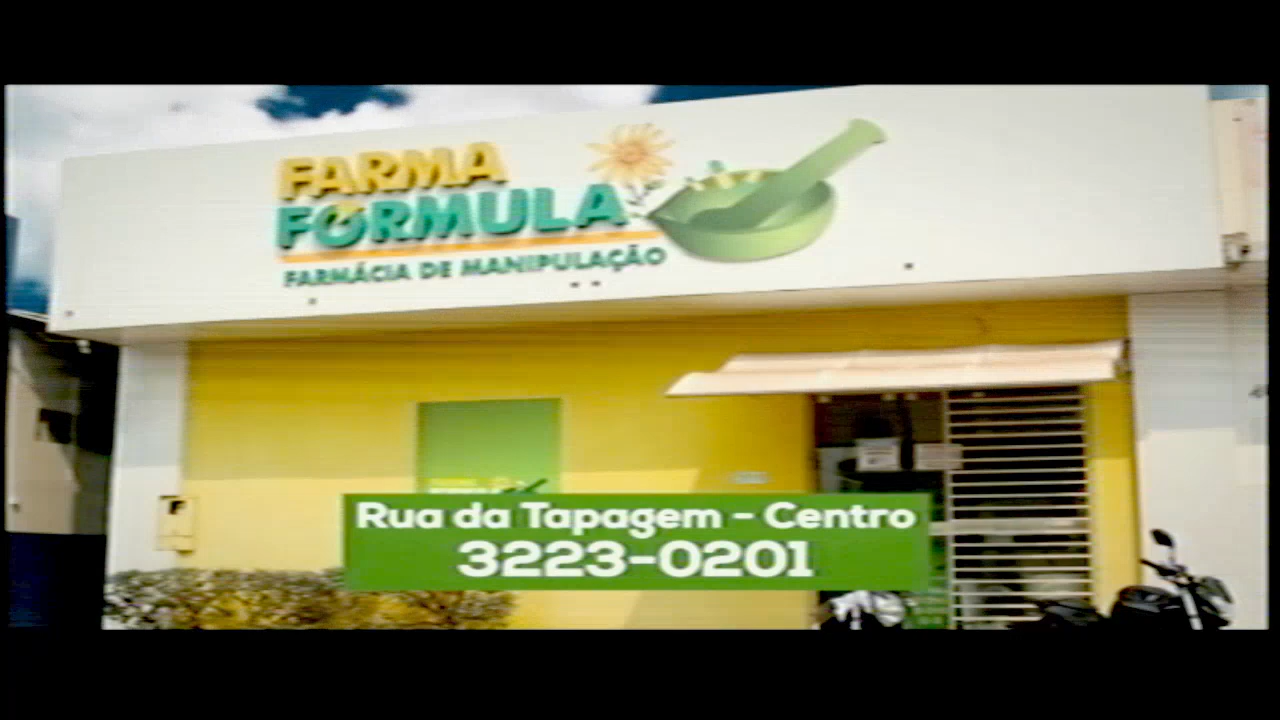 FARMA
FÓRMULA
FARMÁCIA DE MANIPULAÇÃO
Rua da Tapagem - Centro
3223-0201